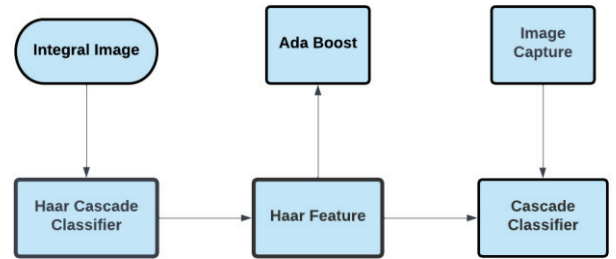 Integral Image
Ada Boost
Image
Capture
Haar Cascade
Classifier
Haar Feature
Cascade
Classifier